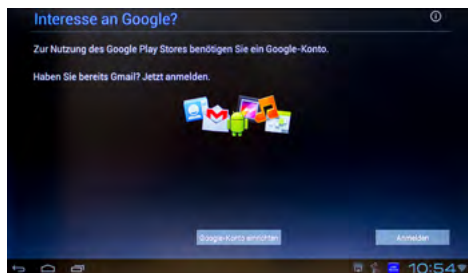 Interesse an Google?
Zur Nutzung des Google Play Stores benötigen Sie ein Google-Konto.
Haben Sie bereits Gmail? Jetzt anmelden.
Google-Konto einrichten
Anmelden
10:54